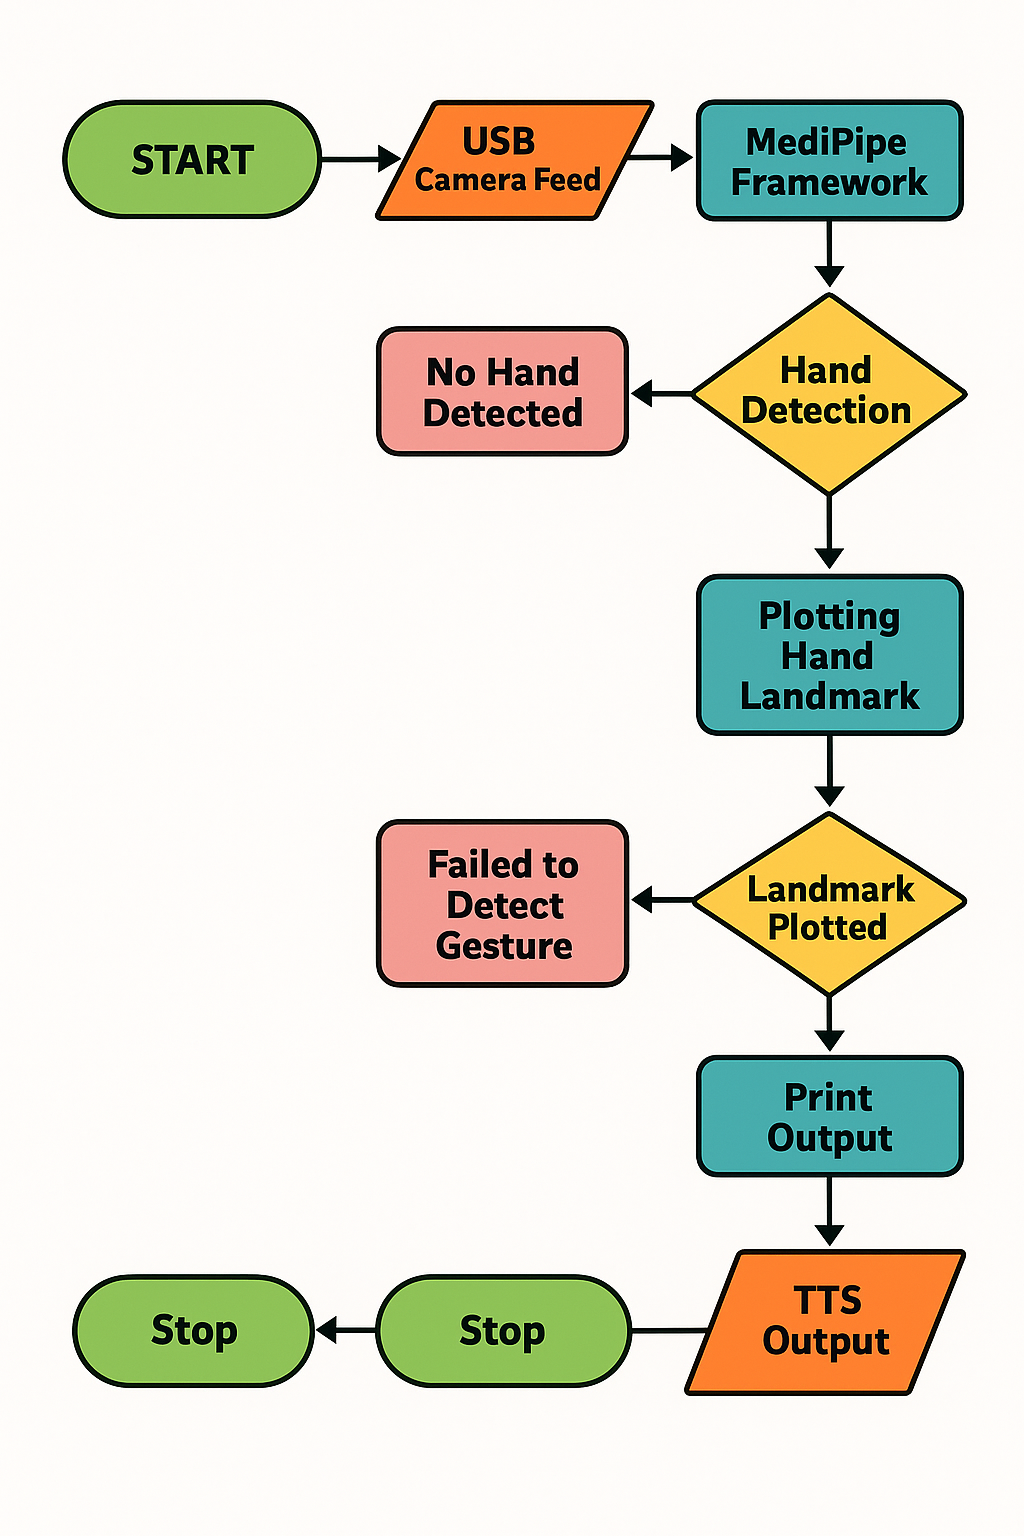 START
USB
Camera Feed
MediPipe
Framework
Hand
Detection
No Hand
Detected
Plotting
Hand
Landmark
Landmark
Plotted
Failed to
Detect
Gesture
Print
Output
TTS
Output
Stop
Stop